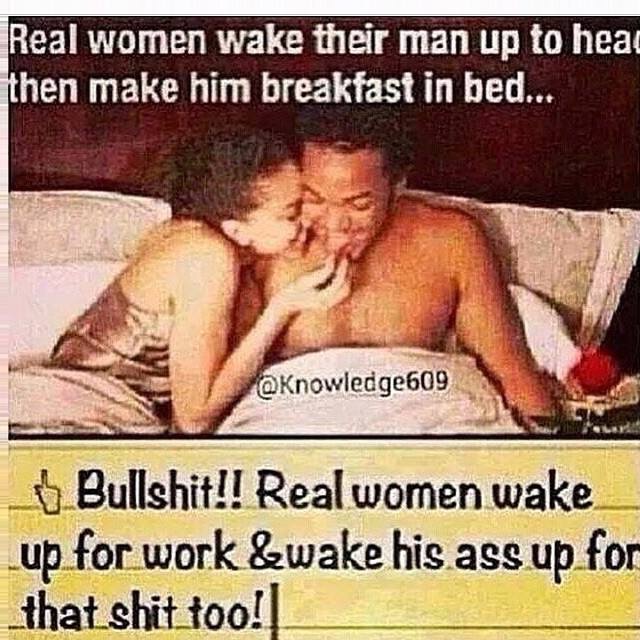 Real women wake their man up to hea
then make him breakfast in bed...
@Knowledge609
Bullshit!! Real women wake
up for work &wake his ass up for
that shit too!